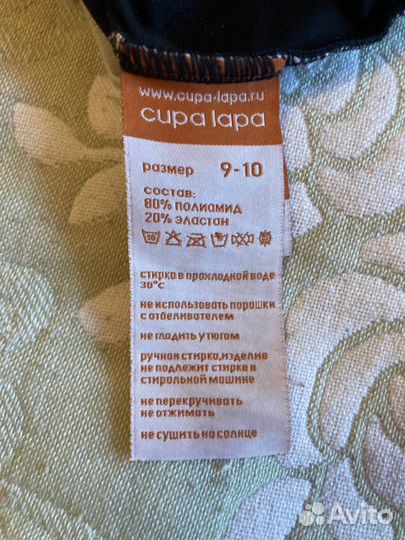 www.cupa-lapa.ru
cupa lapa
размер 9-10
состав:
80% полиамид
20% эластан
30
стирка в прохладной воде
30°C
не использовать порошки
с отбеливателем
не гладить утюгом
ручная стирка, изделие
не подлежит стирке в
стиральной машине
не перекручивать
не отжимать
не сушить на солнце
Avito